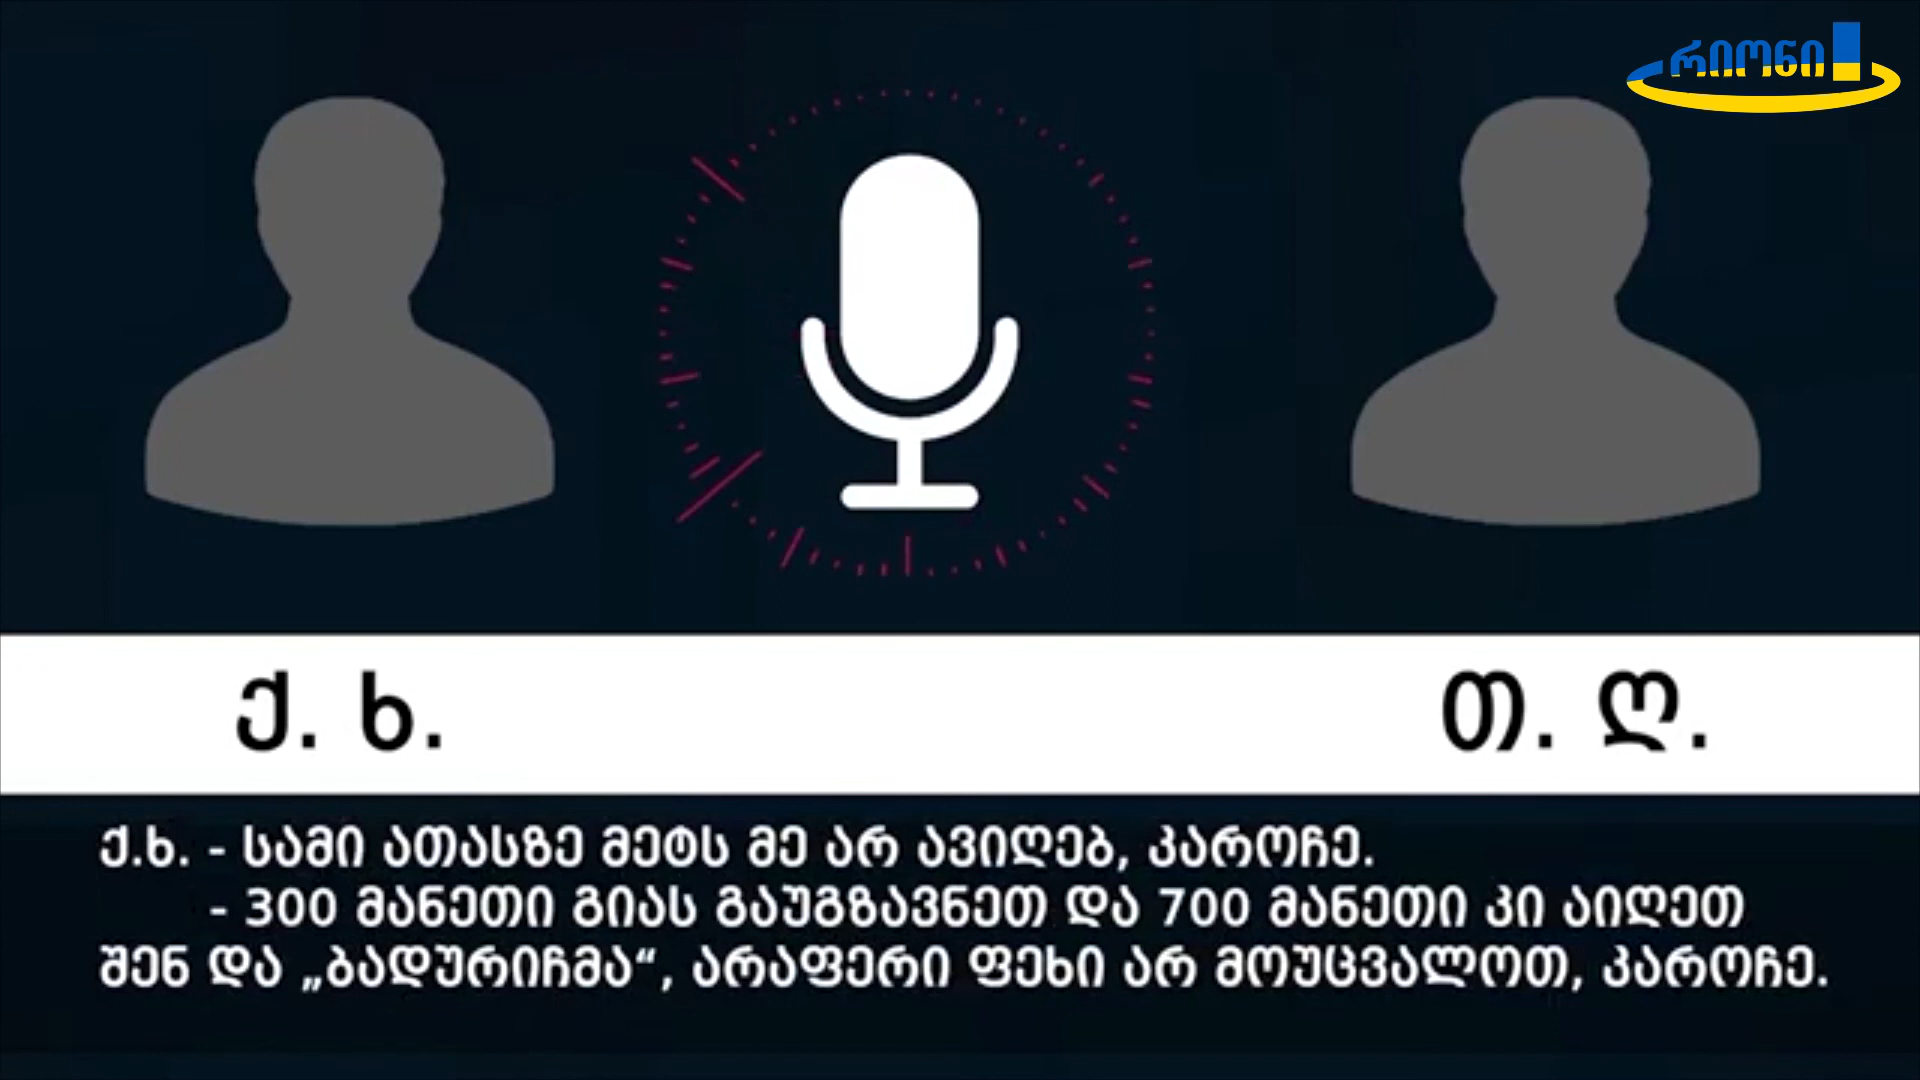 რიონი
ქ. ხ.
თ. ღ.
ქ.ხ. - სამი ათასზე მეტს მე არ ავიღებ, კაროჩე.
- 300 მანეთი გიას გაუგზავნეთ და 700 მანეთი კი აიღეთ
შენ და „ბადურიჩმა“, არაფერი ფეხი არ მოუცვალოთ, კაროჩე.